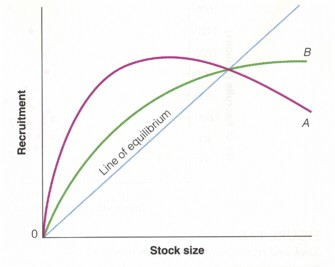 B
A
Line of equilibrium
Recruitment
0
Stock size